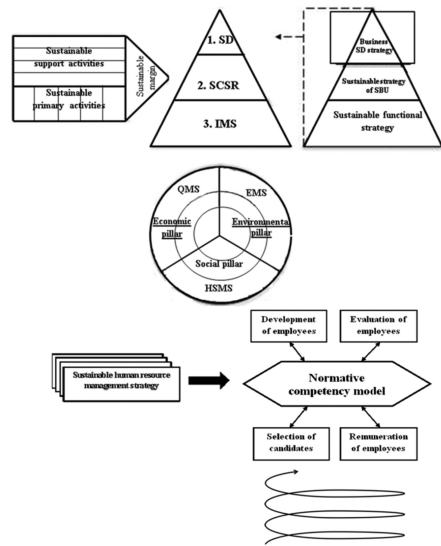 Sustainable
support activities
Sustainable
primary activities
Sustainable
margin
1. SD
2. SCSR
3. IMS
Business
SD strategy
Sustainable strategy
of SBU
Sustainable functional
strategy
QMS
EMS
Economic
pillar
Environmental
pillar
Social pillar
HSMS
Development
of employees
Evaluation of
employees
Sustainable human resource
management strategy
Normative
competency model
Selection of
candidates
Remuneration
of employees